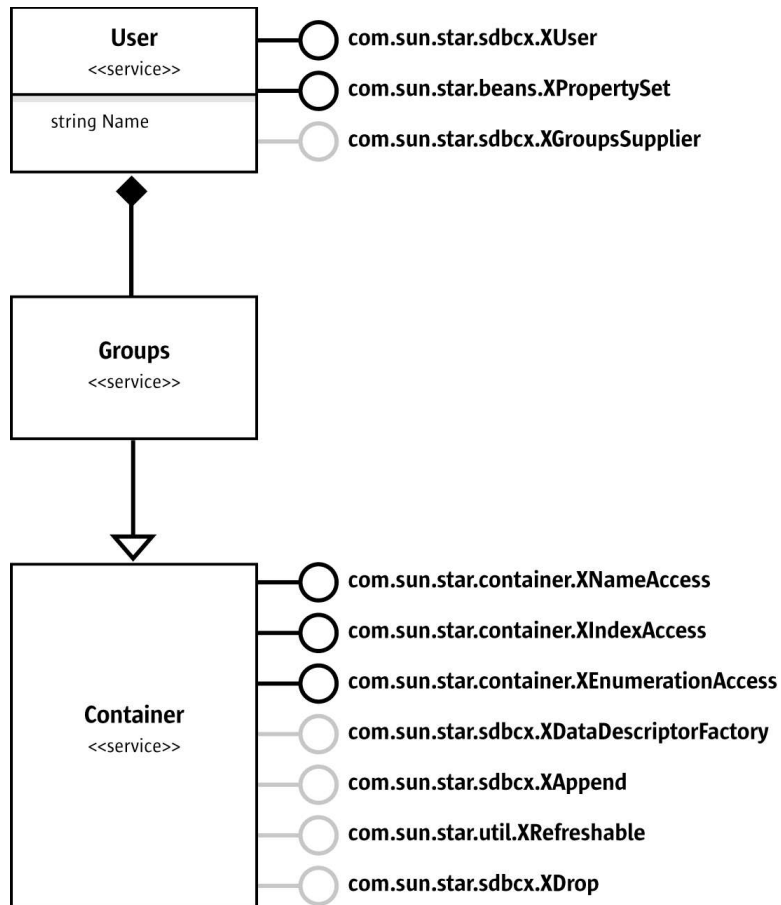 User
<<service>>
string Name
com.sun.star.sdbcx.XUser
com.sun.star.beans.XPropertySet
com.sun.star.sdbcx.XGroupsSupplier
Groups
<<service>>
Container
<<service>>
com.sun.star.container.XNameAccess
com.sun.star.container.XIndexAccess
com.sun.star.container.XEnumerationAccess
com.sun.star.sdbcx.XDataDescriptorFactory
com.sun.star.sdbcx.XAppend
com.sun.star.util.XRefreshable
com.sun.star.sdbcx.XDrop